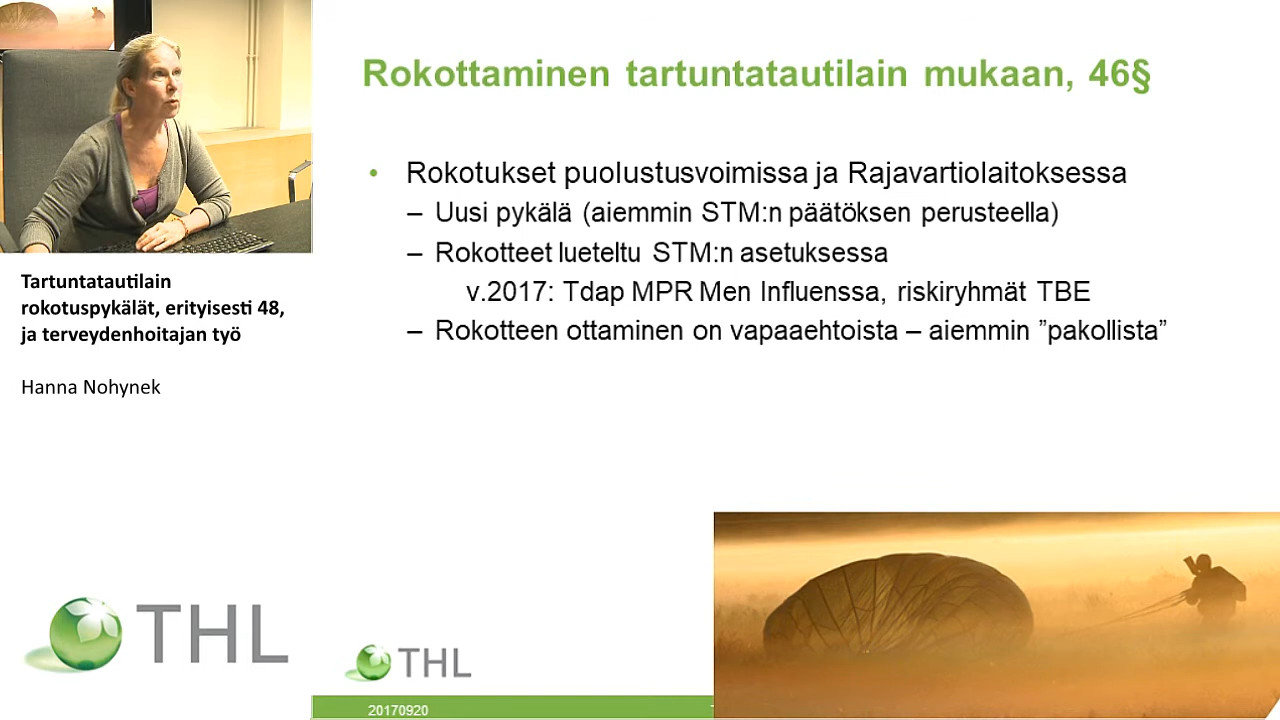 Rokottaminen tartuntatautilain mukaan, 46§
• Rokotukset puolustusvoimissa ja Rajavartiolaitoksessa
– Uusi pykälä (aiemmin STM:n päätöksen perusteella)
– Rokotteet lueteltu STM:n asetuksessa
v.2017: Tdap MPR Men Influenssa, riskiryhmät TBE
– Rokotteen ottaminen on vapaaehtoista – aiemmin ”pakollista”
Tartuntatautilain
rokotuspykälät, erityisesti 48,
ja terveydenhoitajan työ
Hanna Nohynek
THL
THL
20170920